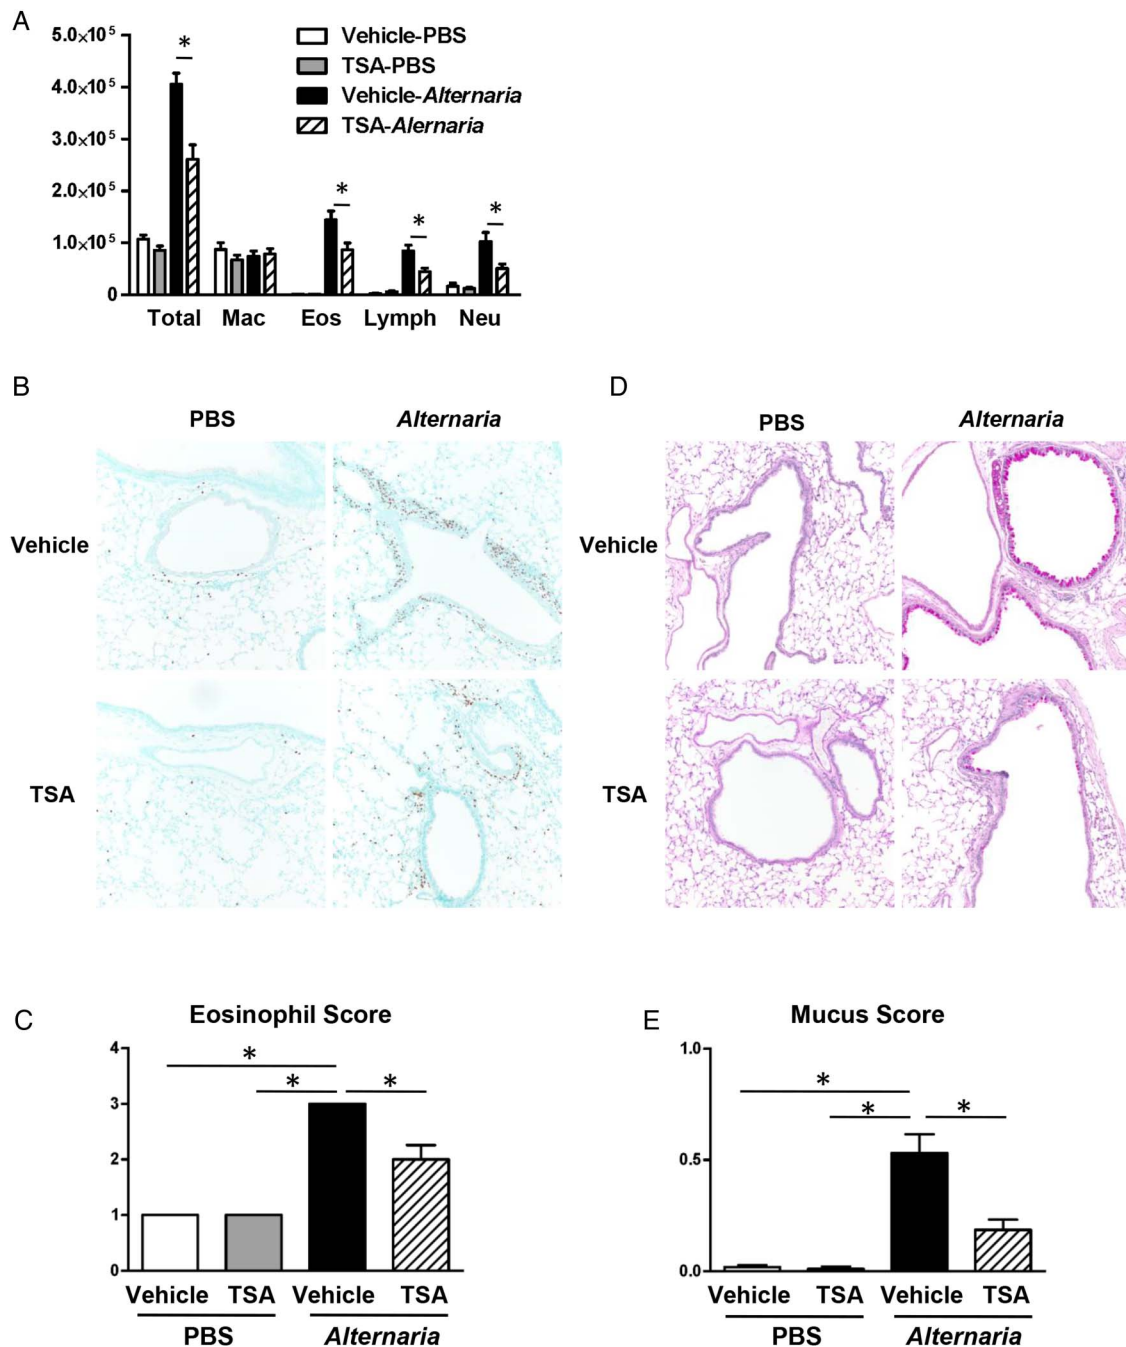 A
5.0×10⁵
4.0×10⁵
3.0×10⁵
2.0×10⁵
1.0×10⁵
0
*
*
*
*
Vehicle-PBS
TSA-PBS
Vehicle-Alternaria
TSA-Alernaria
Total Mac Eos Lymph Neu
B
PBS Alternaria
Vehicle
TSA
D
PBS Alternaria
Vehicle
TSA
C
Eosinophil Score
4
3
2
1
0
*
* *
Vehicle TSA Vehicle TSA
PBS Alternaria
E
Mucus Score
1.0
0.5
0.0
*
* *
Vehicle TSA Vehicle TSA
PBS Alternaria